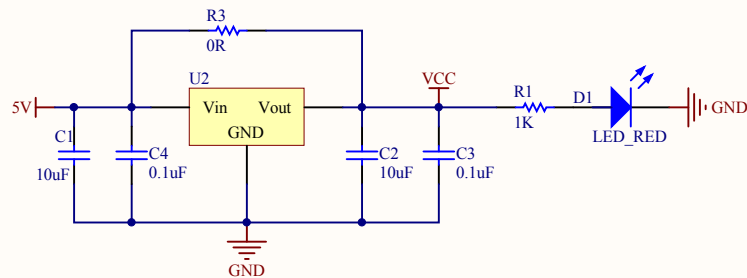 R3
0R
U2
VCC
5V
Vin
Vout
GND
R1
1K
D1
LED_RED
GND
C1
10uF
C4
0.1uF
C2
10uF
C3
0.1uF
GND